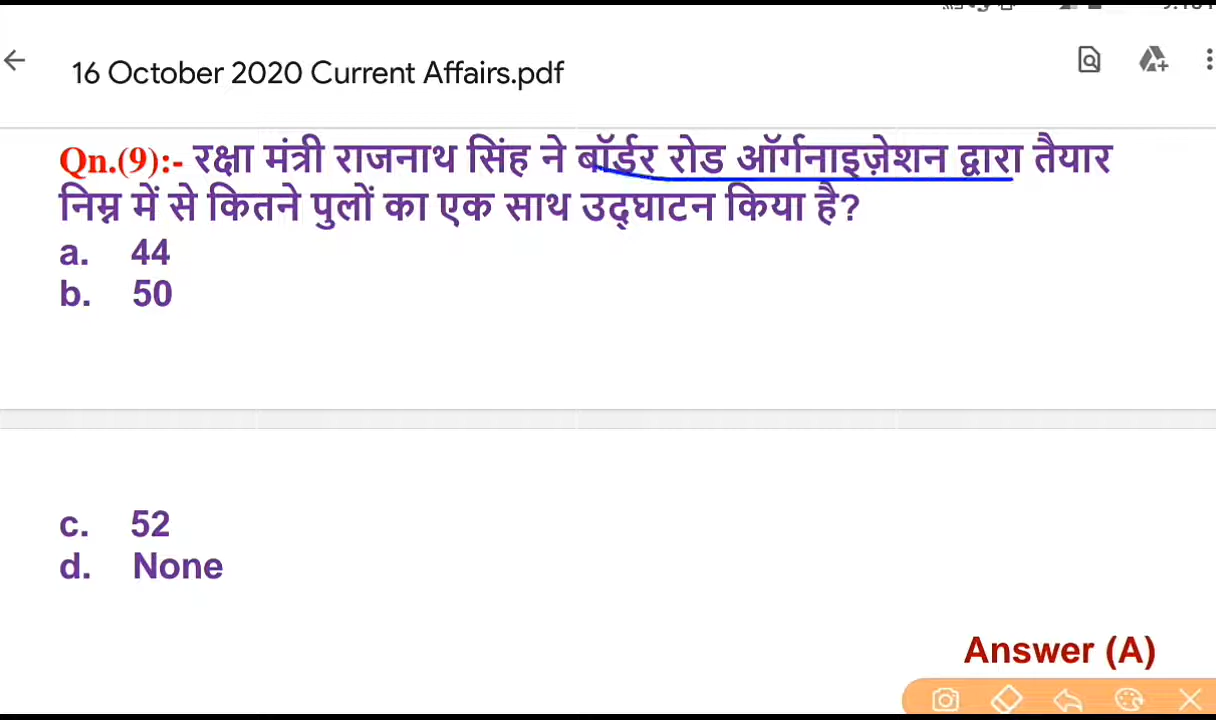 16 October 2020 Current Affairs.pdf
Qn.(9):- रक्षा मंत्री राजनाथ सिंह ने बॉर्डर रोड ऑर्गनाइज़ेशन द्वारा तैयार
निम्न में से कितने पुलों का एक साथ उद्घाटन किया है?
a. 44
b. 50
c. 52
d. None
Answer (A)